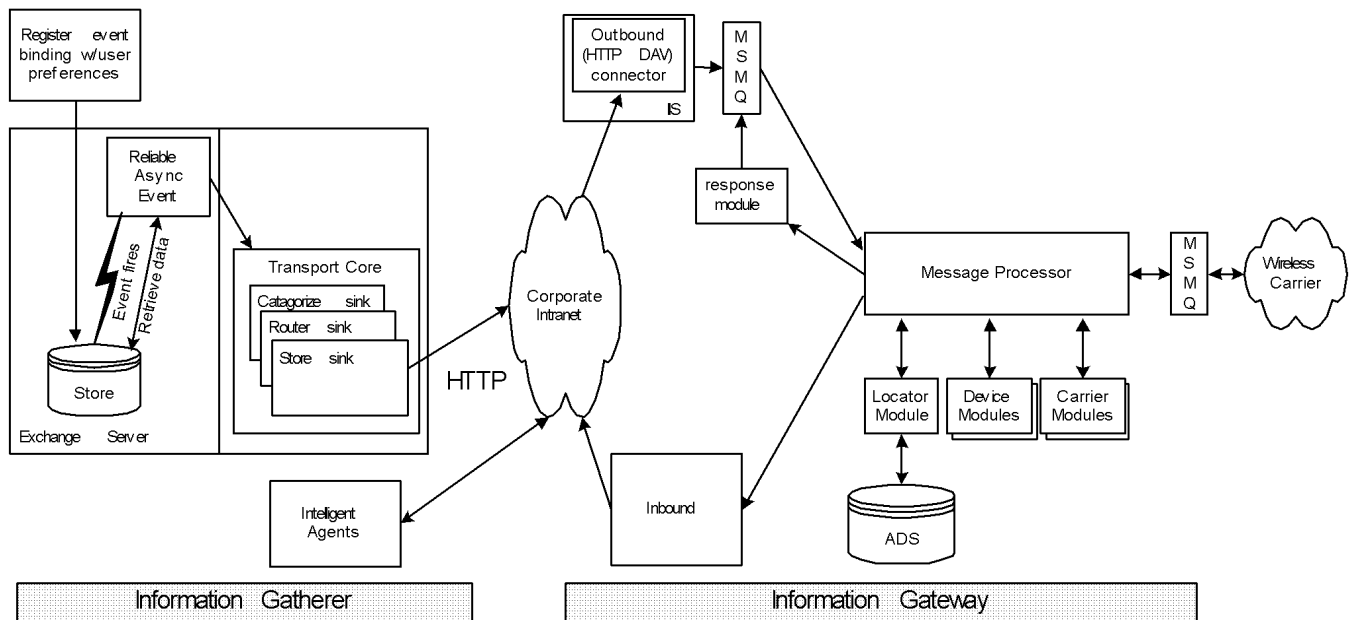 Register event
binding w/user
preferences
Reliable
Async
Event
Event fires
Retrieve data
Store
Exchange Server
Transport Core
Catagorize sink
Router sink
Store sink
HTTP
Intelligent
Agents
Information Gatherer
Corporate
Intranet
Outbound
(HTTP DAV)
connector
IIS
M
S
M
Q
response
module
Message Processor
M
S
M
Q
Wireless
Carrier
Locator
Module
Device
Modules
Carrier
Modules
ADS
Inbound
Information Gateway